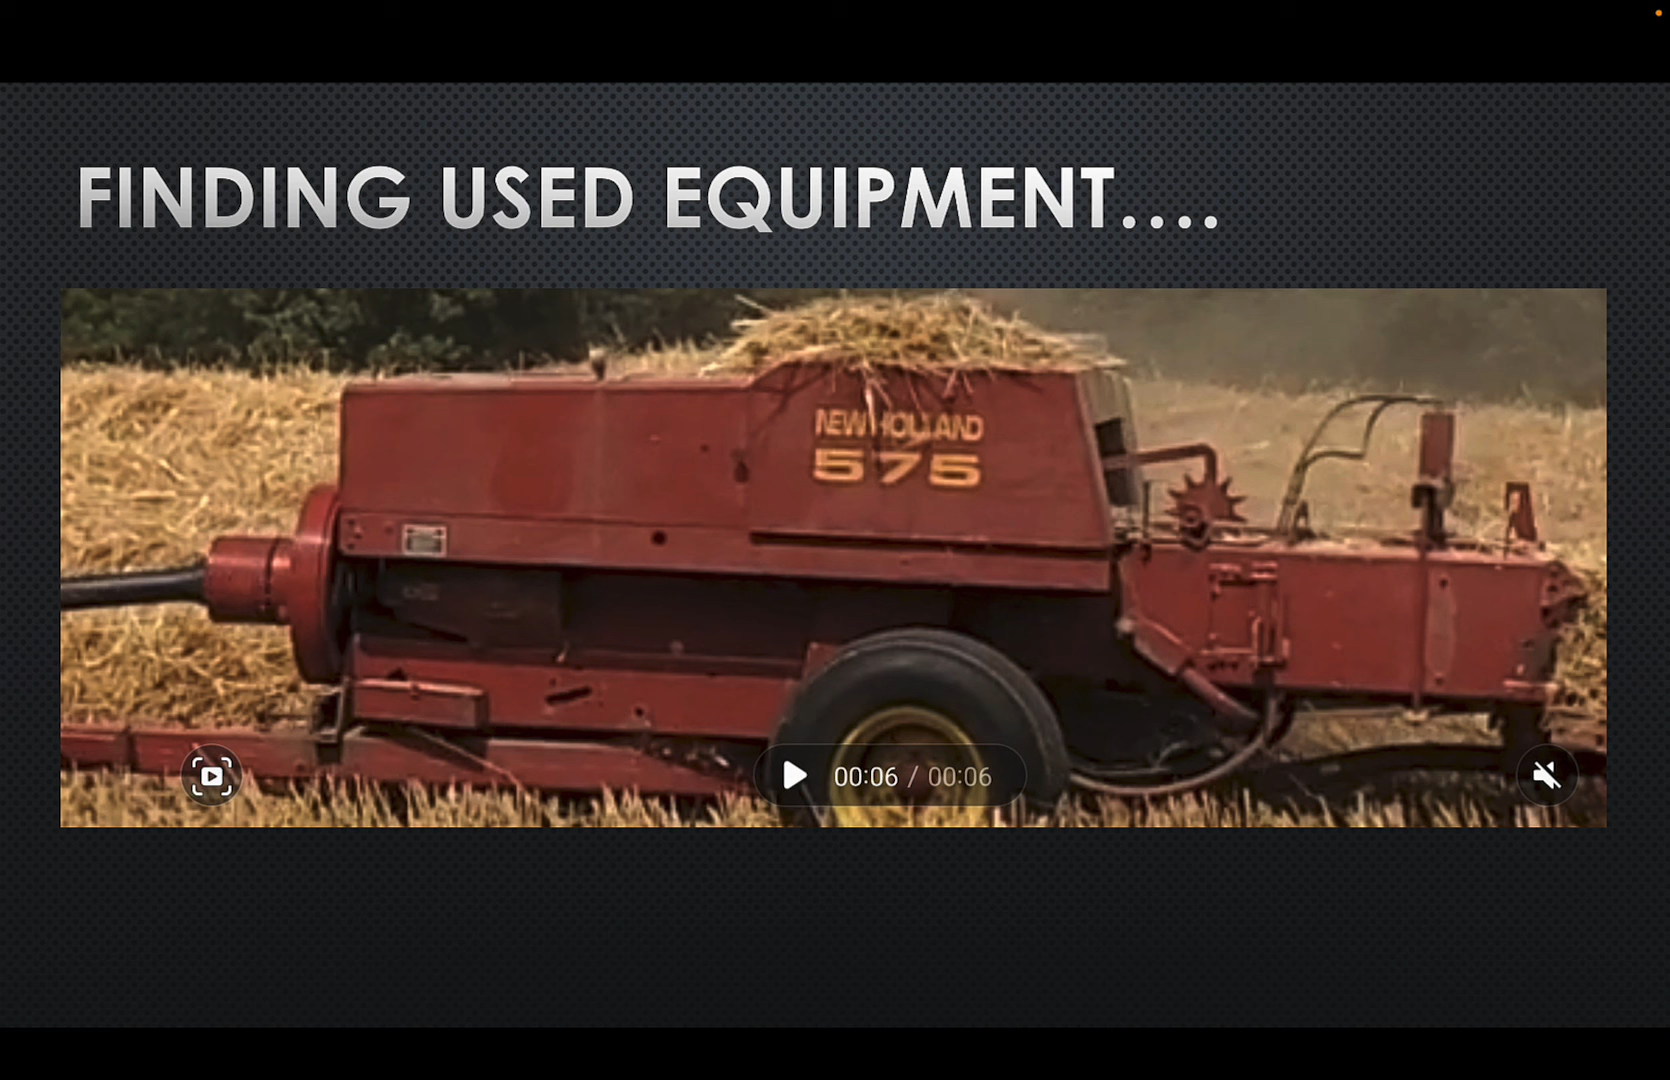 FINDING USED EQUIPMENT....
NEW HOLLAND
575
00:06 / 00:06